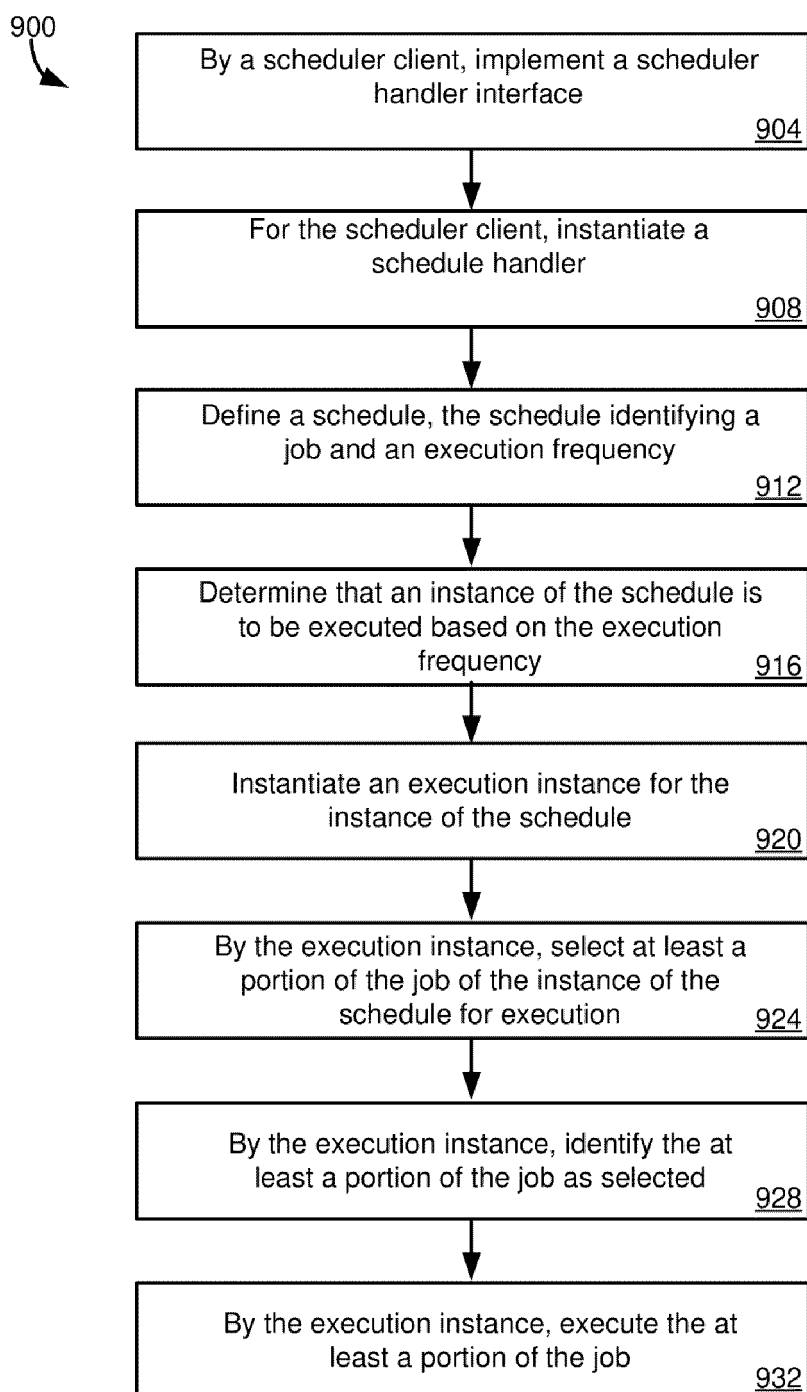 900
By a scheduler client, implement a scheduler
handler interface
904
For the scheduler client, instantiate a
schedule handler
908
Define a schedule, the schedule identifying a
job and an execution frequency
912
Determine that an instance of the schedule is
to be executed based on the execution
frequency
916
Instantiate an execution instance for the
instance of the schedule
920
By the execution instance, select at least a
portion of the job of the instance of the
schedule for execution
924
By the execution instance, identify the at
least a portion of the job as selected
928
By the execution instance, execute the at
least a portion of the job
932